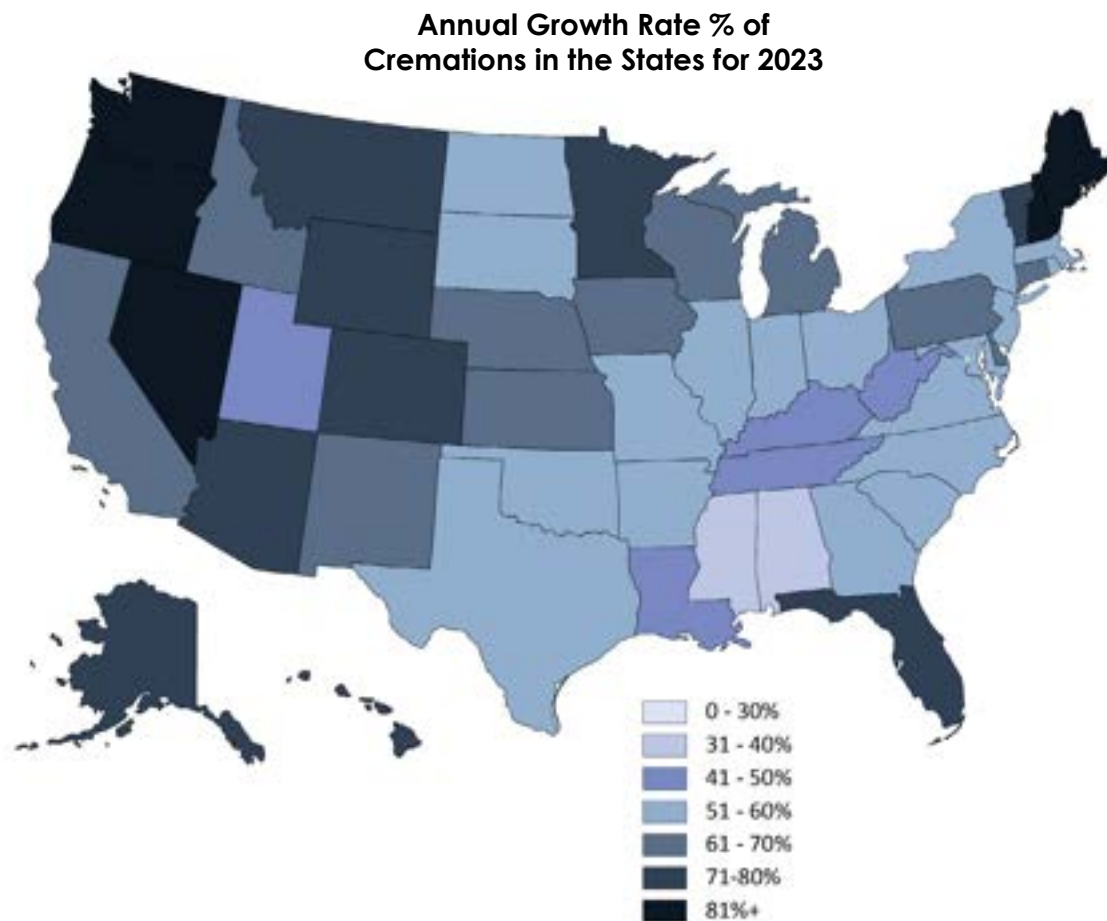 Annual Growth Rate % of
Cremations in the States for 2023
0 - 30%
31 - 40%
41 - 50%
51 - 60%
61 - 70%
71-80%
81%+